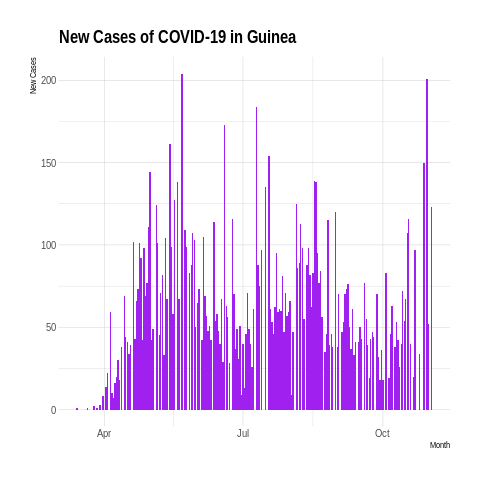 New Cases of COVID-19 in Guinea
New Cases
200
150
100
50
0
Apr
Jul
Oct
Month